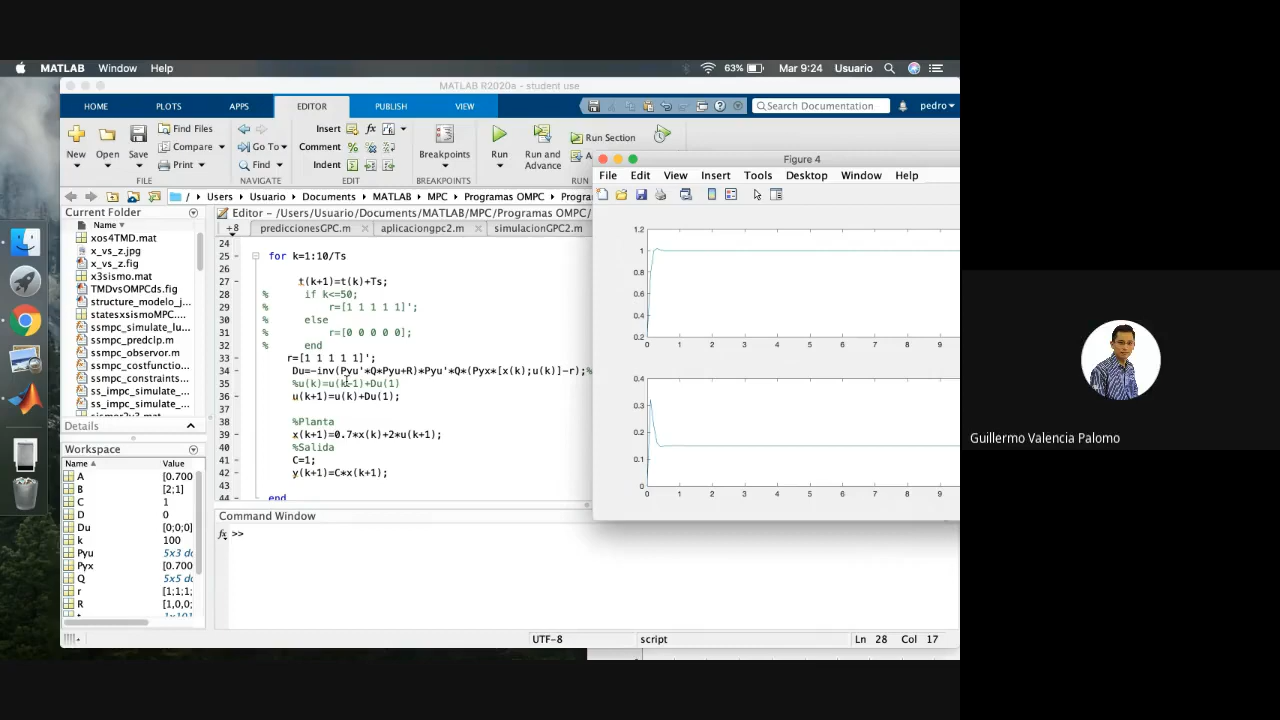 MATLAB Window Help
63% Mar 9:24 Usuario
MATLAB R2020a - student use
HOME PLOTS APPS EDITOR PUBLISH VIEW
Search Documentation
pedro
New Open Save
Find Files
Compare
Print
FILE
Go To
Find
NAVIGATE
Insert
Comment
Indent
EDIT
Breakpoints
BREAKPOINTS
Run
Run and Advance
Run Section
RUN
/ Users Usuario Documents MATLAB MPC Programas OMPC
Current Folder
Name
xos4TMD.mat
x_vs_z.jpg
x_vs_z.fig
x3sismo.mat
TMDvsOMPCds.fig
structure_modelo_j...
statesxsismoMPC....
ssmpc_simulate_lu...
ssmpc_predclp.m
ssmpc_observor.m
ssmpc_costfunctio...
ssmpc_constraints...
ss_impc_simulate_...
ss_impc_simulate_...
Details
Workspace
Name Value
A [0.700
B [2;1]
C 1
D 0
Du [0;0;0]
k 100
Pyu 5x3 do
Pyx [0.700
Q 5x5 do
r [1;1;1;
R [1,0,0;
Editor - /Users/Usuario/Documents/MATLAB/MPC/Programas OMPC/
+8 prediccionesGPC.m aplicaciongpc2.m simulacionGPC2.m
24
25 for k=1:10/Ts
26
27 t(k+1)=t(k)+Ts;
28 % if k<=50;
29 % r=[1 1 1 1 1]';
30 % else
31 % r=[0 0 0 0 0];
32 % end
33 r=[1 1 1 1 1]';
34 Du=-inv(Pyu'*Q*Pyu+R)*Pyu'*Q*(Pyx*[x(k);u(k)]-r);%
35 %u(k)=u(k-1)+Du(1)
36 u(k+1)=u(k)+Du(1);
37
38 %Planta
39 x(k+1)=0.7*x(k)+2*u(k+1);
40 %Salida
41 C=1;
42 y(k+1)=C*x(k+1);
43
44 end
Command Window
fx >>
UTF-8 script Ln 28 Col 17
Figure 4
File Edit View Insert Tools Desktop Window Help
1.2
1
0.8
0.6
0.4
0.2
0 1 2 3 4 5 6 7 8 9
0.4
0.3
0.2
0.1
0
0 1 2 3 4 5 6 7 8 9
Guillermo Valencia Palomo